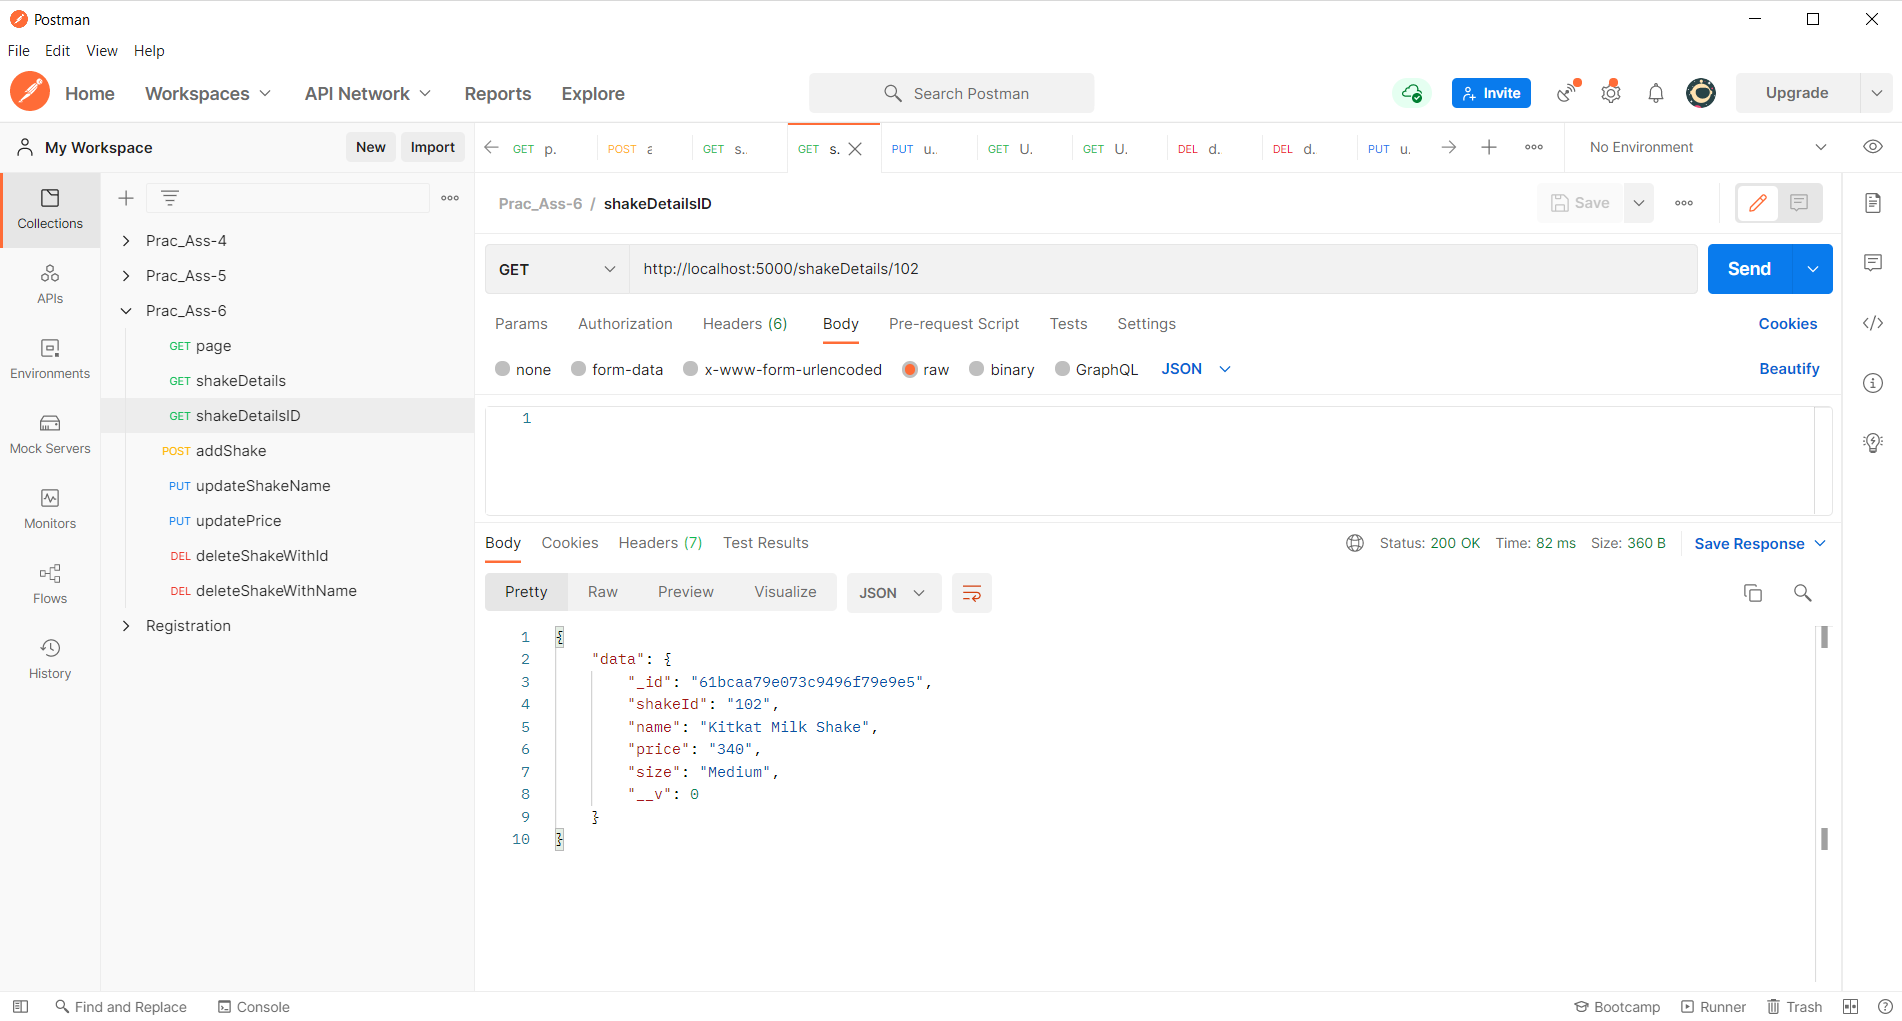 Postman
File Edit View Help
Home Workspaces API Network Reports Explore Search Postman Invite Upgrade
My Workspace New Import GET p. POST GET s.. GET s. PUT u.. GET U. GET U. DEL d. DEL d. PUT u. No Environment
Prac_Ass-6 / shakeDetailsID Save
Collections
APIs
Environments
Mock Servers
Monitors
Flows
History
Prac_Ass-4
Prac_Ass-5
Prac_Ass-6
GET page
GET shakeDetails
GET shakeDetailsID
POST addShake
PUT updateShakeName
PUT updatePrice
DEL deleteShakeWithId
DEL deleteShakeWithName
Registration
GET http://localhost:5000/shakeDetails/102 Send
Params Authorization Headers (6) Body Pre-request Script Tests Settings Cookies
none form-data x-www-form-urlencoded raw binary GraphQL JSON Beautify
1
Body Cookies Headers (7) Test Results Status: 200 OK Time: 82 ms Size: 360 B Save Response
Pretty Raw Preview Visualize JSON
1 {
2 "data": {
3 "_id": "61bcaa79e073c9496f79e9e5",
4 "shakeId": "102",
5 "name": "Kitkat Milk Shake",
6 "price": "340",
7 "size": "Medium",
8 "__v": 0
9 }
10 }
Find and Replace Console Bootcamp Runner Trash